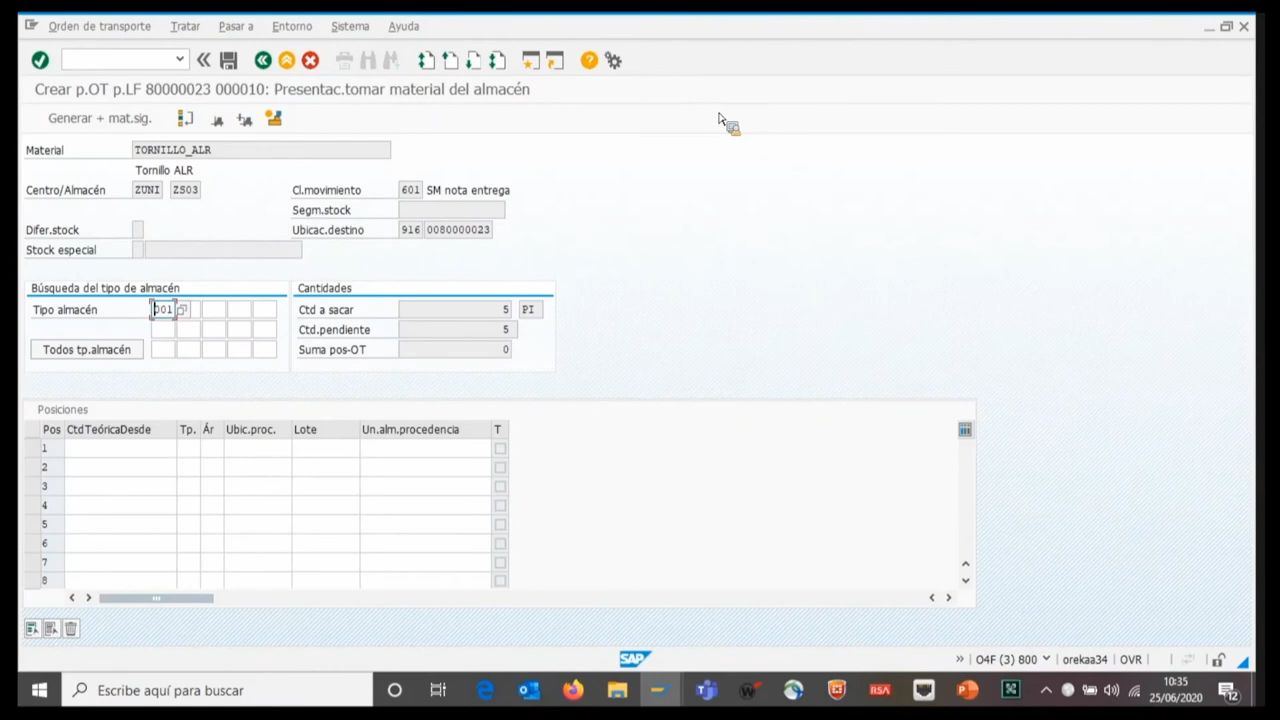 Orden de transporte Tratar Pasar a Entorno Sistema Ayuda
Crear p.OT p.LF 80000023 000010: Presentac.tomar material del almacén
Generar + mat.sig.
Material TORNILLO_ALR
Tornillo ALR
Centro/Almacén ZUNI ZS03 Cl.movimiento 601 SM nota entrega
Segm.stock
Difer.stock Ubicac.destino 916 0080000023
Stock especial
Búsqueda del tipo de almacén Cantidades
Tipo almacén 001 Ctd a sacar 5 PI
Ctd.pendiente 5
Todos tp.almacén Suma pos-OT 0
Posiciones
Pos CtdTeóricaDesde Tp. Ár Ubic.proc. Lote Un.alm.procedencia T
1
2
3
4
5
6
7
8
SAP » O4F (3) 800 orekaa34 OVR
Escribe aquí para buscar RSA 10:35
25/06/2020 12